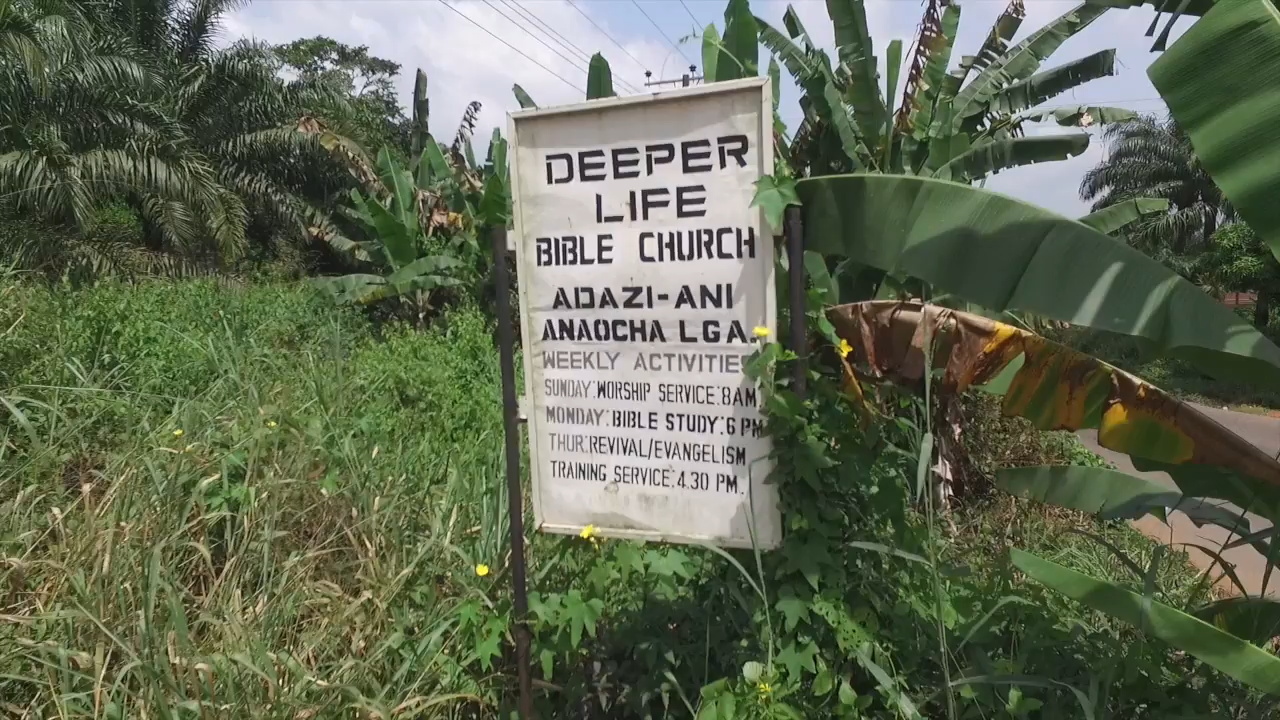 DEEPER
LIFE
BIBLE CHURCH
ADAZI-ANI
ANAOCHA LGA.
WEEKLY ACTIVITIES
SUNDAY:WORSHIP SERVICE:8AM
MONDAY:BIBLE STUDY:6 PM
THUR:REVIVAL/EVANGELISM
TRAINING SERVICE:4.30 PM.